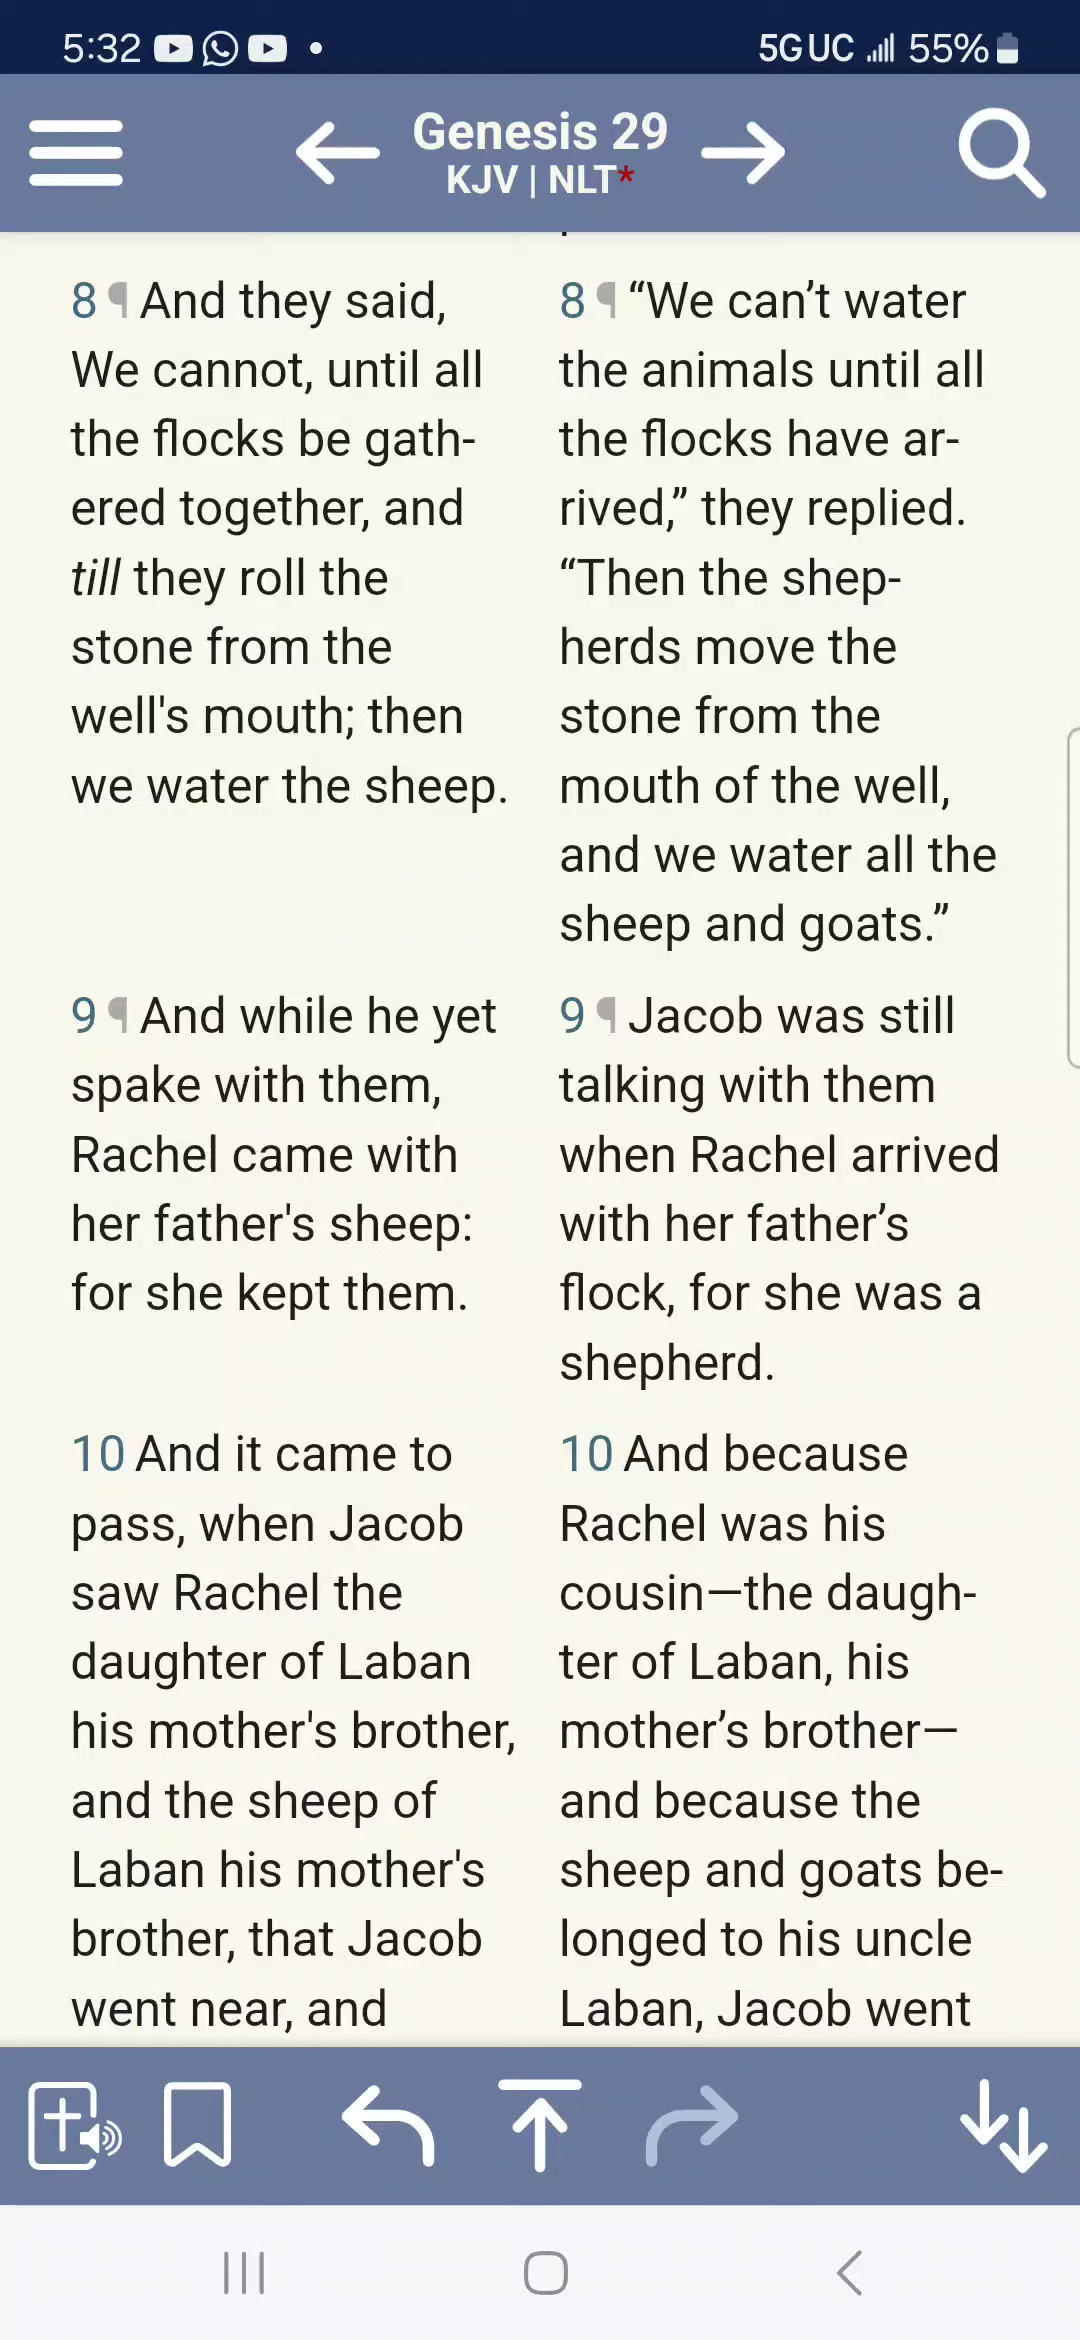 5:32
5G UC 55%
Genesis 29
KJV | NLT*
8 ¶ And they said,
We cannot, until all
the flocks be gath-
ered together, and
till they roll the
stone from the
well's mouth; then
we water the sheep.
8 ¶ “We can’t water
the animals until all
the flocks have ar-
rived,” they replied.
“Then the shep-
herds move the
stone from the
mouth of the well,
and we water all the
sheep and goats.”
9 ¶ And while he yet
spake with them,
Rachel came with
her father's sheep:
for she kept them.
9 ¶ Jacob was still
talking with them
when Rachel arrived
with her father’s
flock, for she was a
shepherd.
10 And it came to
pass, when Jacob
saw Rachel the
daughter of Laban
his mother's brother,
and the sheep of
Laban his mother's
brother, that Jacob
went near, and
10 And because
Rachel was his
cousin—the daugh-
ter of Laban, his
mother’s brother—
and because the
sheep and goats be-
longed to his uncle
Laban, Jacob went